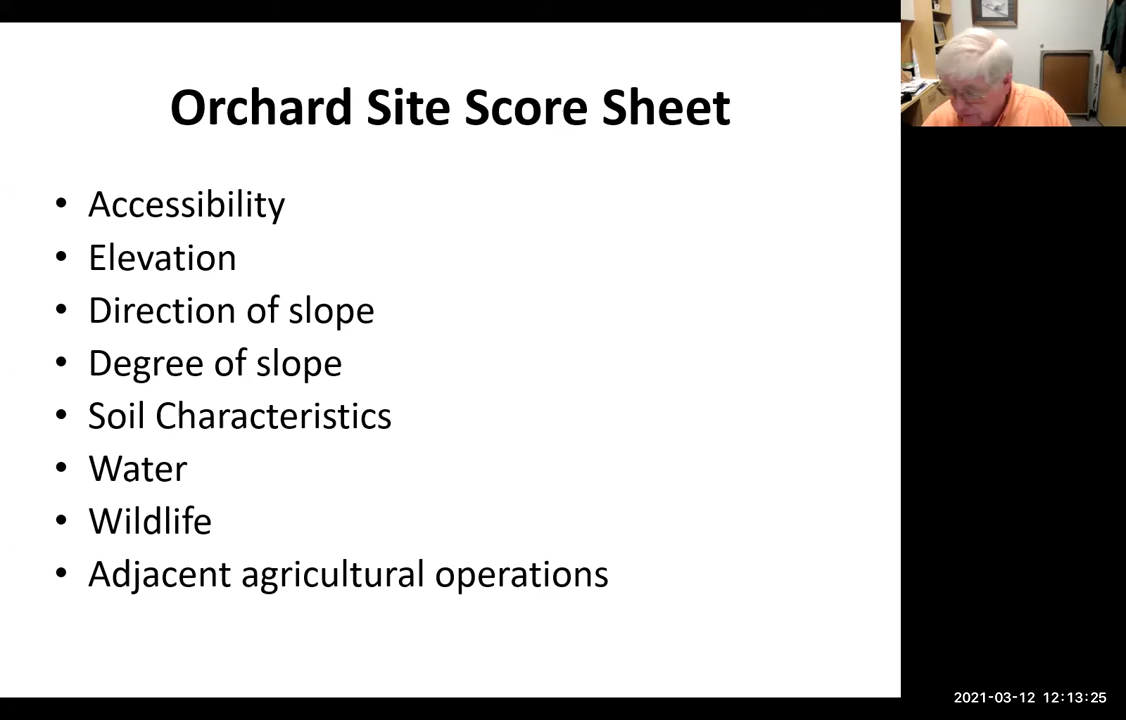 Orchard Site Score Sheet
• Accessibility
• Elevation
• Direction of slope
• Degree of slope
• Soil Characteristics
• Water
• Wildlife
• Adjacent agricultural operations
2021-03-12 12:13:25